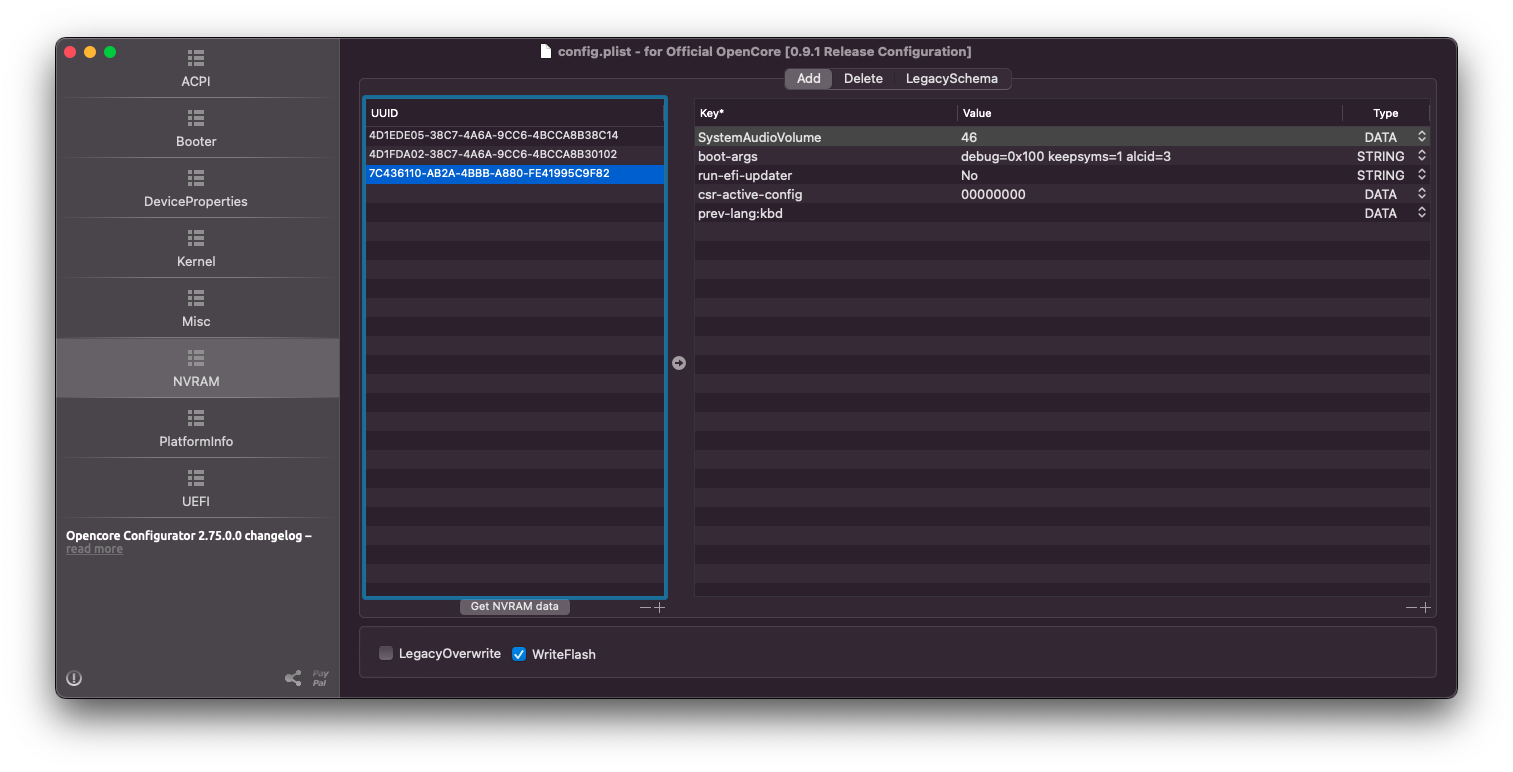 config.plist - for Official OpenCore [0.9.1 Release Configuration]
ACPI
Booter
DeviceProperties
Kernel
Misc
NVRAM
PlatformInfo
UEFI
Opencore Configurator 2.75.0.0 changelog –
read more
Pay
Pal
Add Delete LegacySchema
UUID
4D1EDE05-38C7-4A6A-9CC6-4BCCA8B38C14
4D1FDA02-38C7-4A6A-9CC6-4BCCA8B30102
7C436110-AB2A-4BBB-A880-FE41995C9F82
Get NVRAM data
Key* Value Type
SystemAudioVolume 46 DATA
boot-args debug=0x100 keepsyms=1 alcid=3 STRING
run-efi-updater No STRING
csr-active-config 00000000 DATA
prev-lang:kbd DATA
LegacyOverwrite WriteFlash